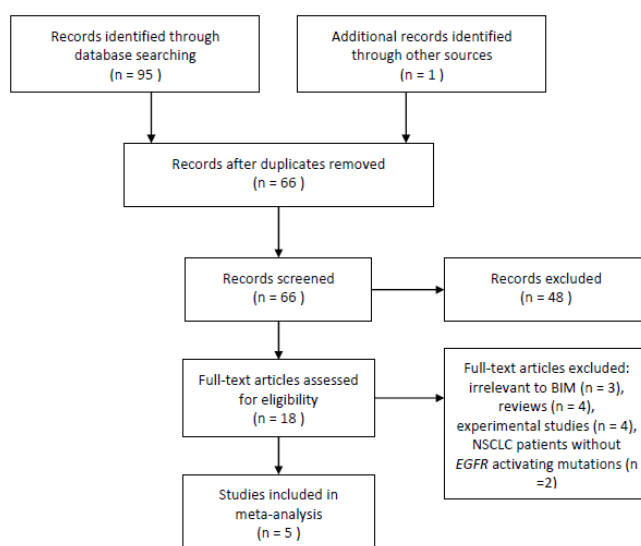 Records identified through
database searching
(n = 95 )
Additional records identified
through other sources
(n = 1 )
Records after duplicates removed
(n = 66 )
Records screened
(n = 66 )
Records excluded
(n = 48 )
Full-text articles assessed
for eligibility
(n = 18 )
Full-text articles excluded:
irrelevant to BIM (n = 3),
reviews (n = 4),
experimental studies (n = 4),
NSCLC patients without
EGFR activating mutations (n
=2)
Studies included in
meta-analysis
(n = 5 )